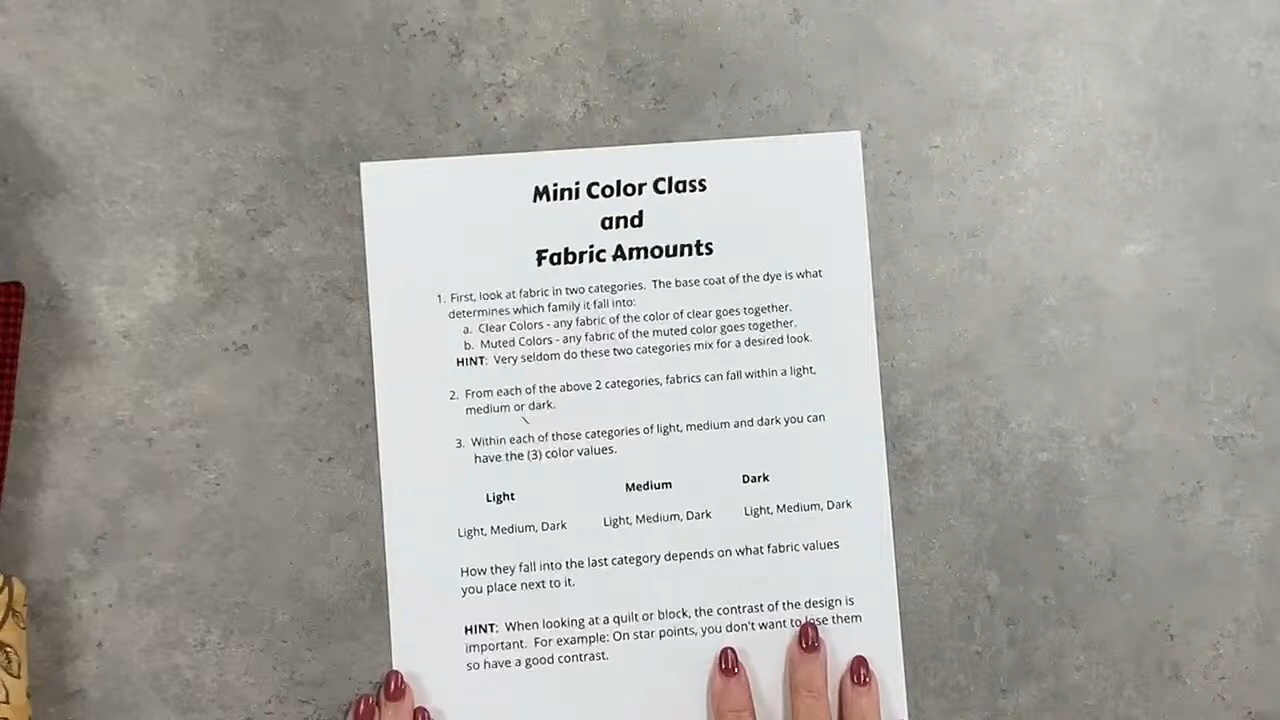 Mini Color Class
and
Fabric Amounts
1. First, look at fabric in two categories. The base coat of the dye is what
determines which family it fall into:
a. Clear Colors - any fabric of the color of clear goes together.
b. Muted Colors - any fabric of the muted color goes together.
HINT: Very seldom do these two categories mix for a desired look.
2. From each of the above 2 categories, fabrics can fall within a light,
medium or dark.
3. Within each of those categories of light, medium and dark you can
have the (3) color values.
Light Medium Dark
Light, Medium, Dark Light, Medium, Dark Light, Medium, Dark
How they fall into the last category depends on what fabric values
you place next to it.
HINT: When looking at a quilt or block, the contrast of the design is
important. For example: On star points, you don't want to lose them
so have a good contrast.